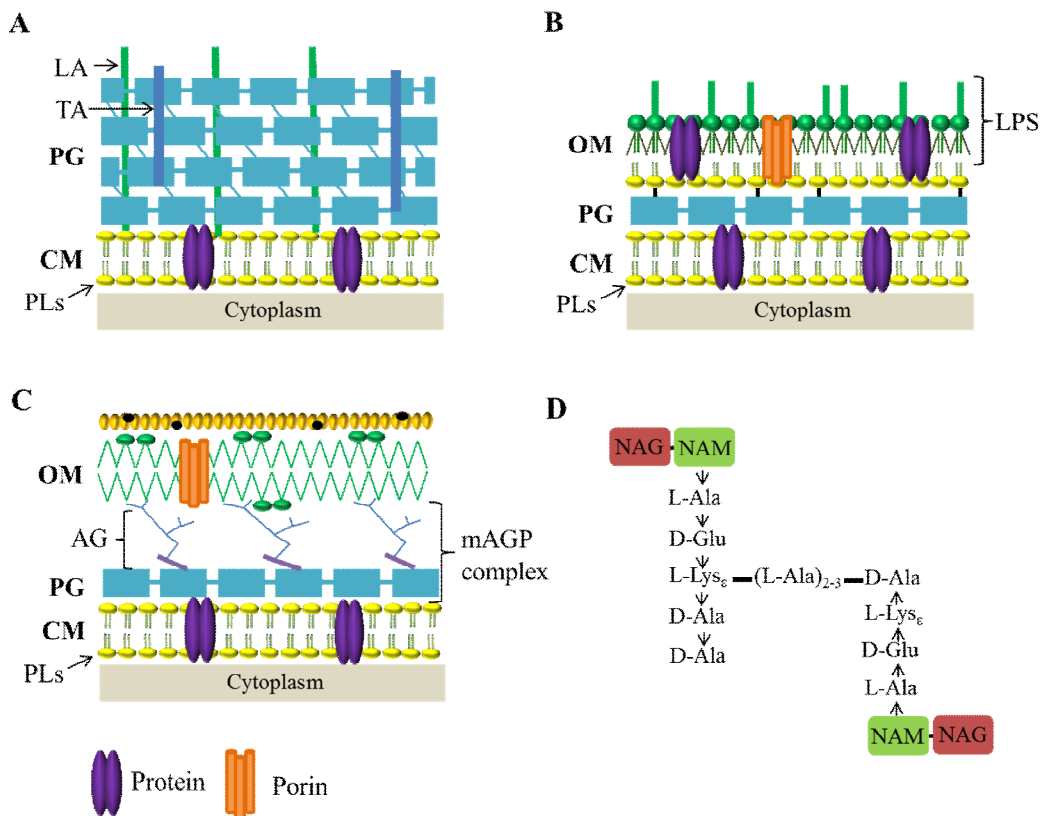 A
LA
TA
PG
CM
PLs
Cytoplasm
B
OM
LPS
PG
CM
PLs
Cytoplasm
C
OM
AG
mAGP
complex
PG
CM
PLs
Cytoplasm
Protein
Porin
D
NAG NAM
L-Ala
D-Glu
L-Lysε (L-Ala)2-3 D-Ala
D-Ala L-Lysε
D-Ala D-Glu
L-Ala
NAM NAG